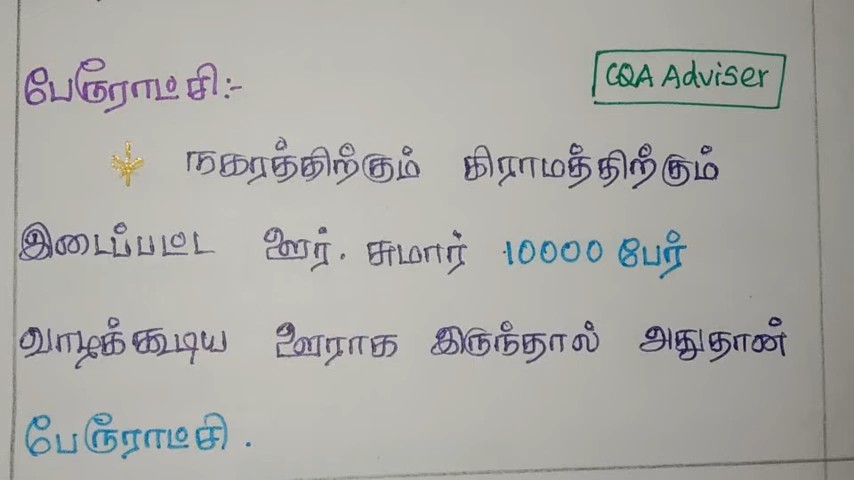 பேரூராட்சி:-
CQA Adviser
நகரத்திற்கும் கிராமத்திற்கும்
இடைப்பட்ட ஊர். சுமார் 10000 பேர்
வாழக்கூடிய ஊராக இருந்தால் அதுதான்
பேரூராட்சி.